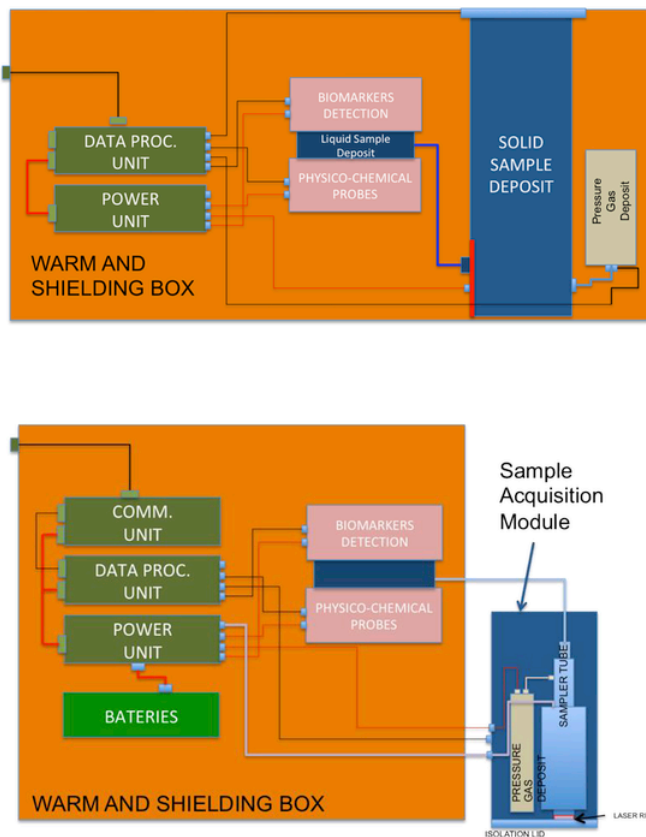 BIOMARKERS
DETECTION
DATA PROC.
UNIT
Liquid Sample
Deposit
SOLID
SAMPLE
DEPOSIT
PHYSICO-CHEMICAL
PROBES
POWER
UNIT
Pressure
Gas
Deposit
WARM AND
SHIELDING BOX
Sample
Acquisition
Module
COMM.
UNIT
BIOMARKERS
DETECTION
DATA PROC.
UNIT
PHYSICO-CHEMICAL
PROBES
POWER
UNIT
SAMPLER TUBE
BATERIES
PRESSURE
GAS
DEPOSIT
WARM AND SHIELDING BOX
LASER RI
ISOLATION LID